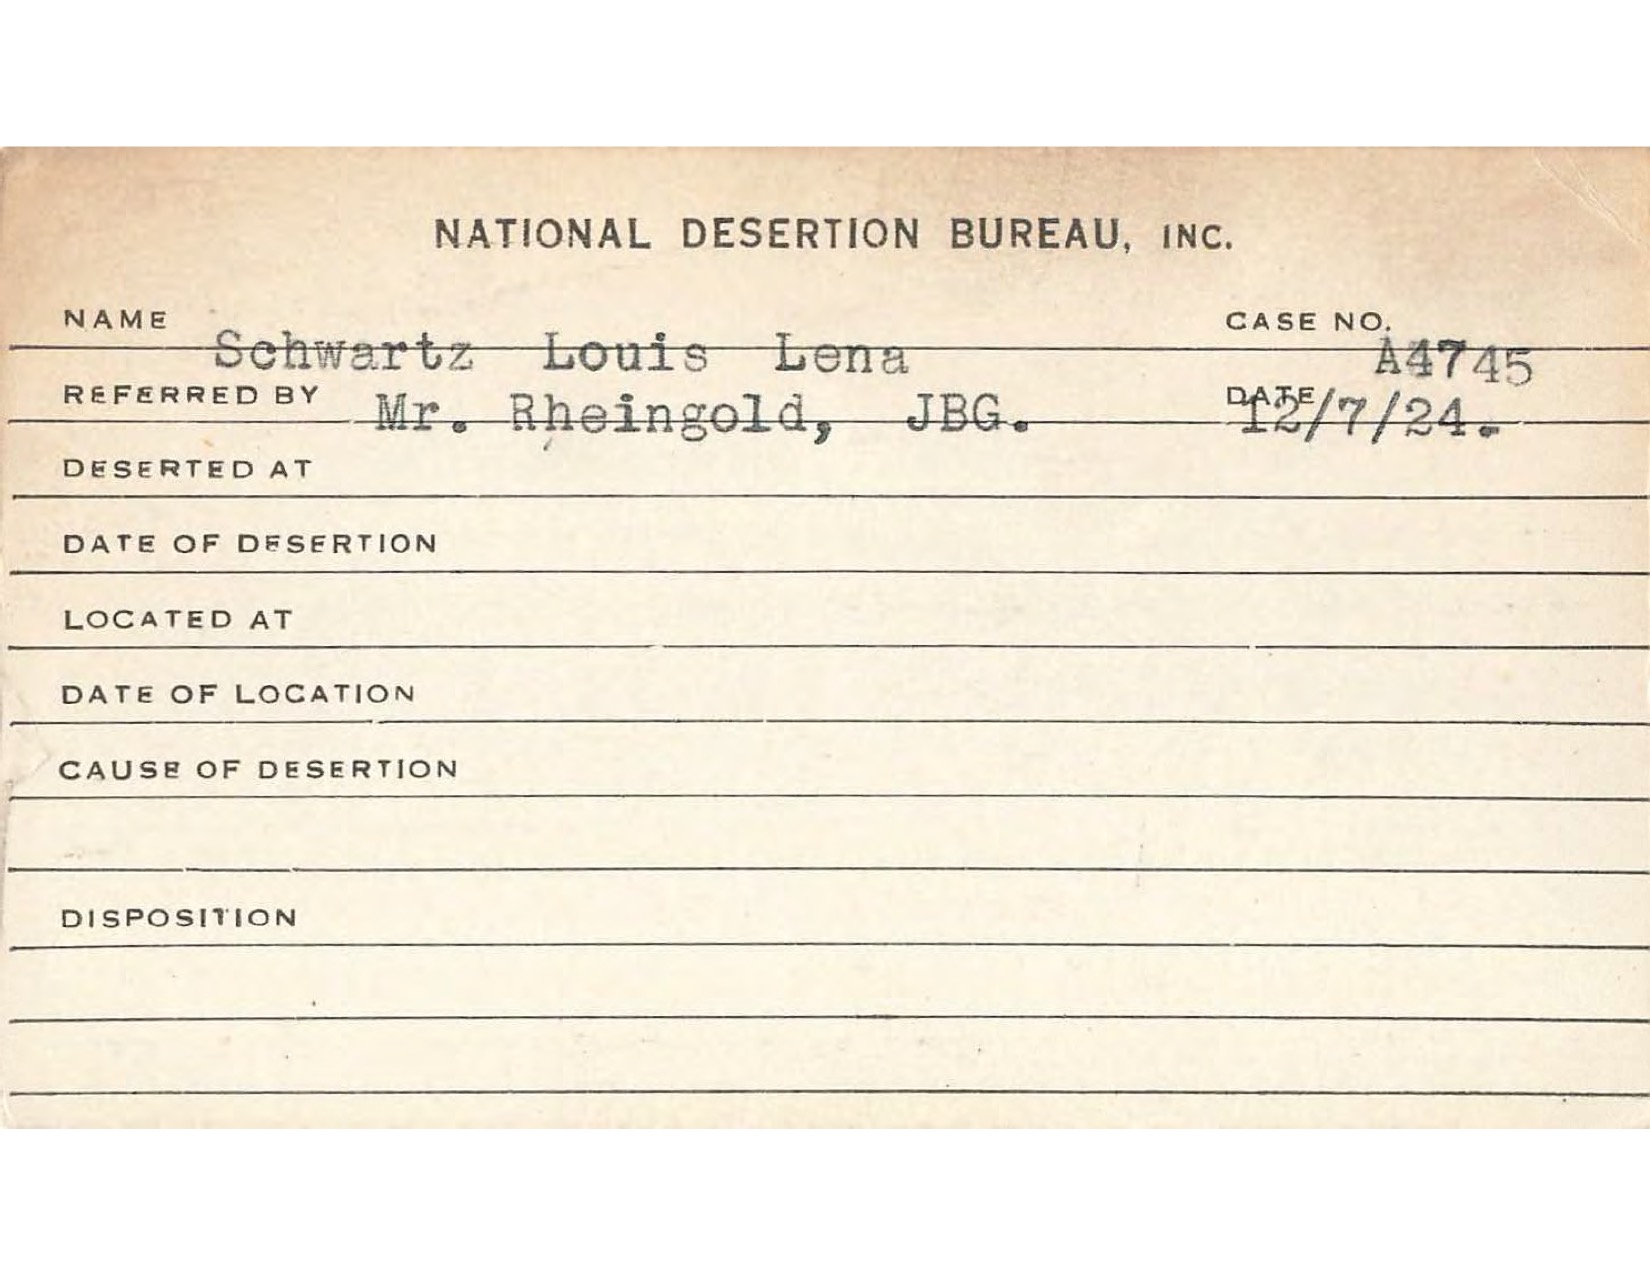 NATIONAL DESERTION BUREAU, INC.
NAME Schwartz Louis Lena CASE NO. A4745
REFERRED BY Mr. Rheingold, JBG. DATE 12/7/24.
DESERTED AT
DATE OF DESERTION
LOCATED AT
DATE OF LOCATION
CAUSE OF DESERTION
DISPOSITION